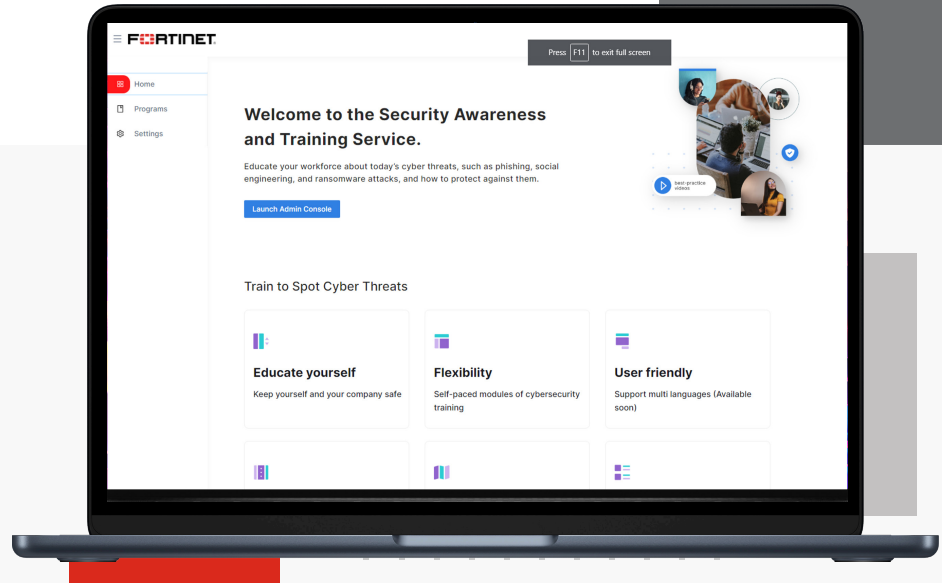 FORTINET
Press F11 to exit full screen
Home
Programs
Settings
Welcome to the Security Awareness
and Training Service.
Educate your workforce about today's cyber threats, such as phishing, social
engineering, and ransomware attacks, and how to protect against them.
Launch Admin Console
best-practice
videos
Train to Spot Cyber Threats
Educate yourself
Keep yourself and your company safe
Flexibility
Self-paced modules of cybersecurity
training
User friendly
Support multi languages (Available
soon)